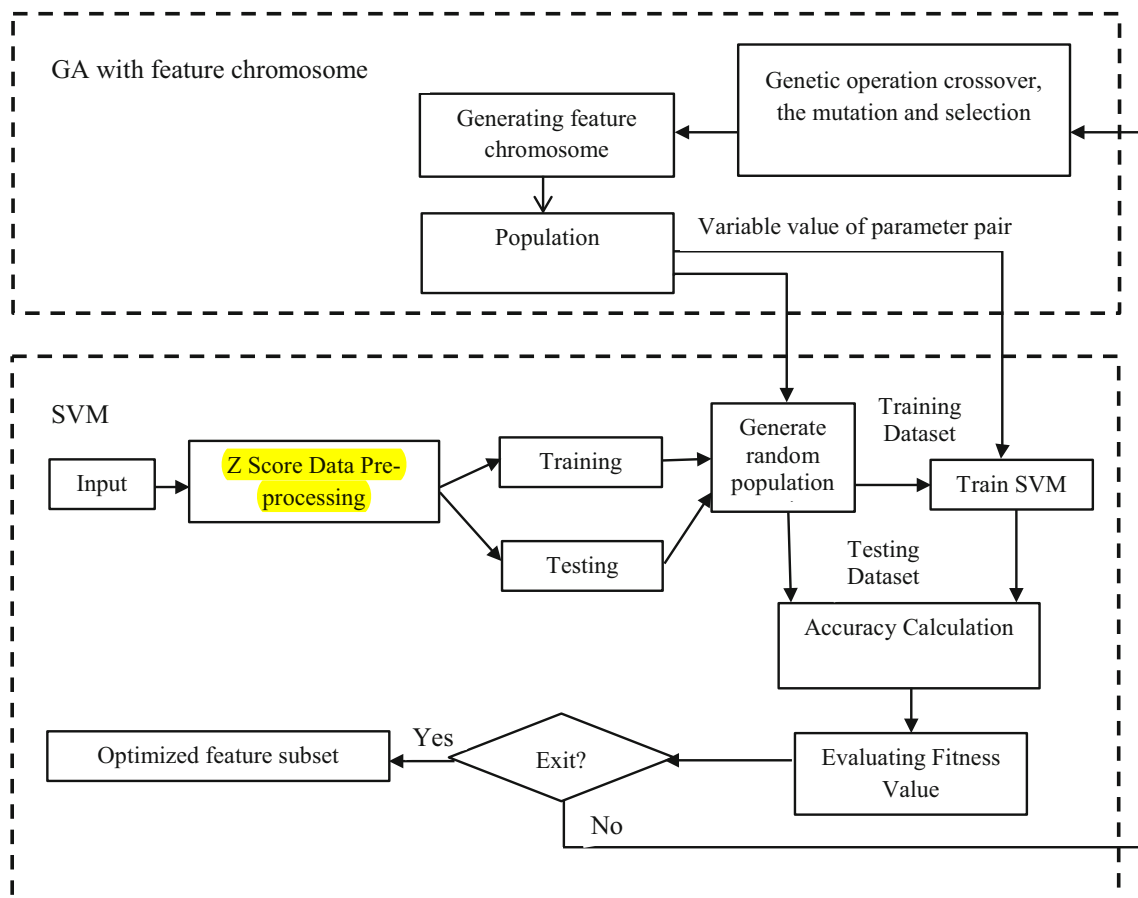 GA with feature chromosome
Genetic operation crossover,
the mutation and selection
Generating feature
chromosome
Population
Variable value of parameter pair
SVM
Input
Z Score Data Pre-
processing
Training
Testing
Generate
random
population
Training
Dataset
Train SVM
Testing
Dataset
Accuracy Calculation
Evaluating Fitness
Value
Exit?
Yes
Optimized feature subset
No